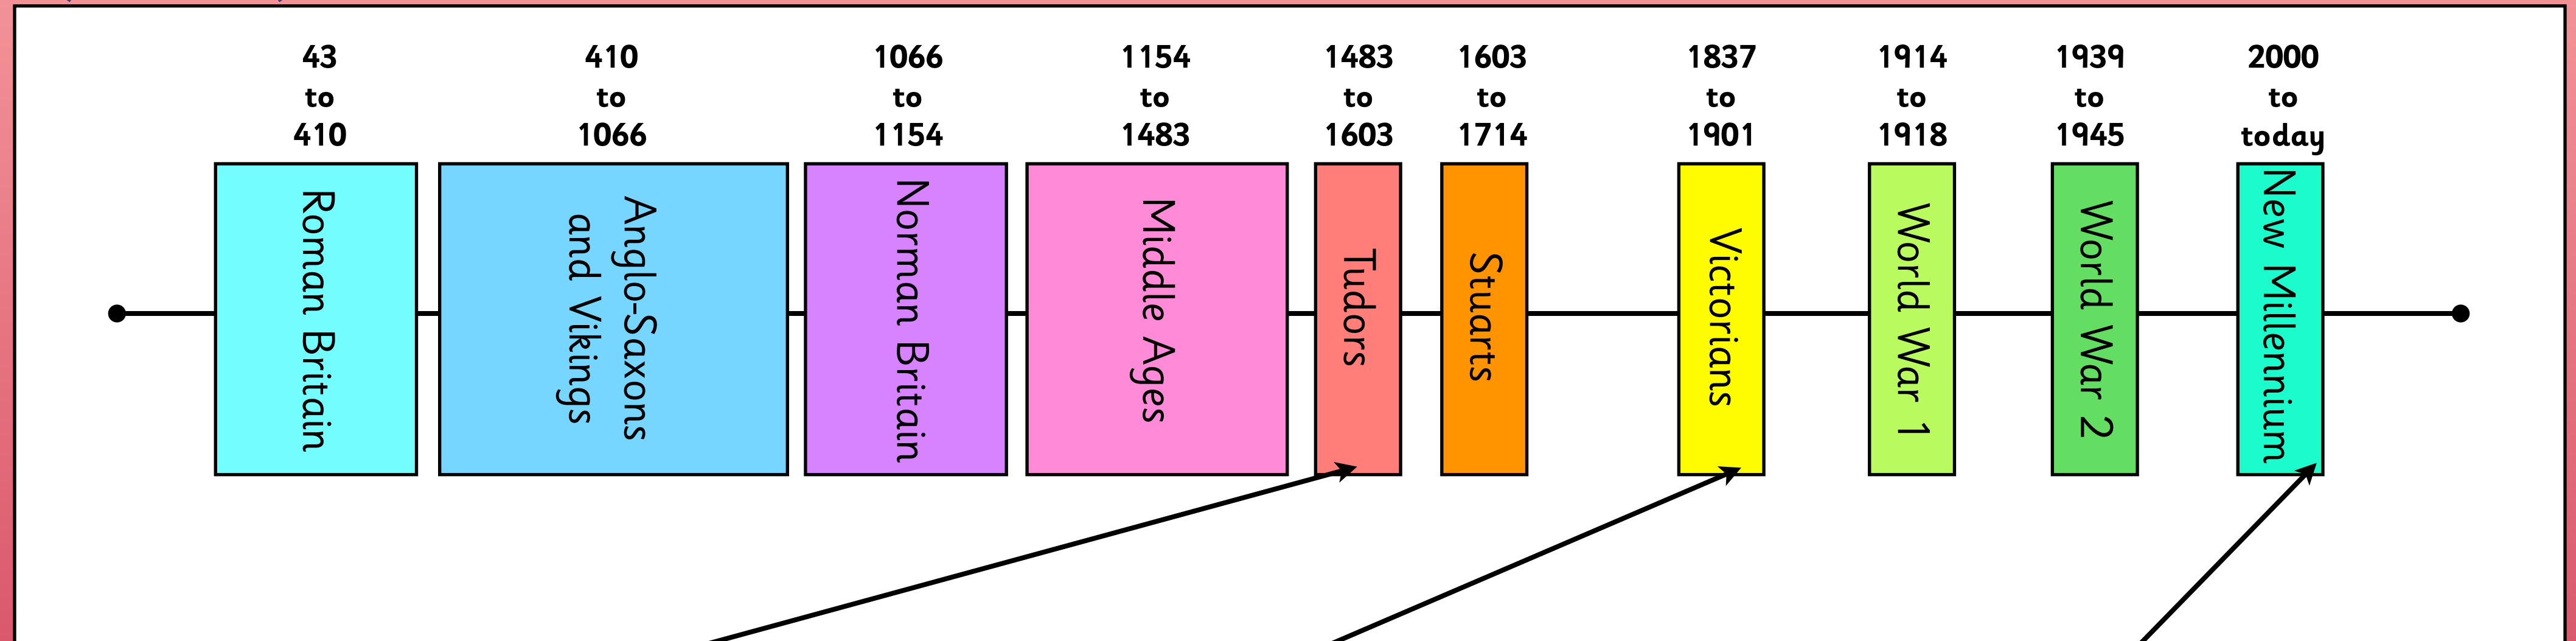 43
to
410
410
to
1066
1066
to
1154
1154
to
1483
1483
to
1603
1603
to
1714
1837
to
1901
1914
to
1918
1939
to
1945
2000
to
today
Roman Britain
Anglo-Saxons
and Vikings
Norman Britain
Middle Ages
Tudors
Stuarts
Victorians
World War 1
World War 2
New Millennium